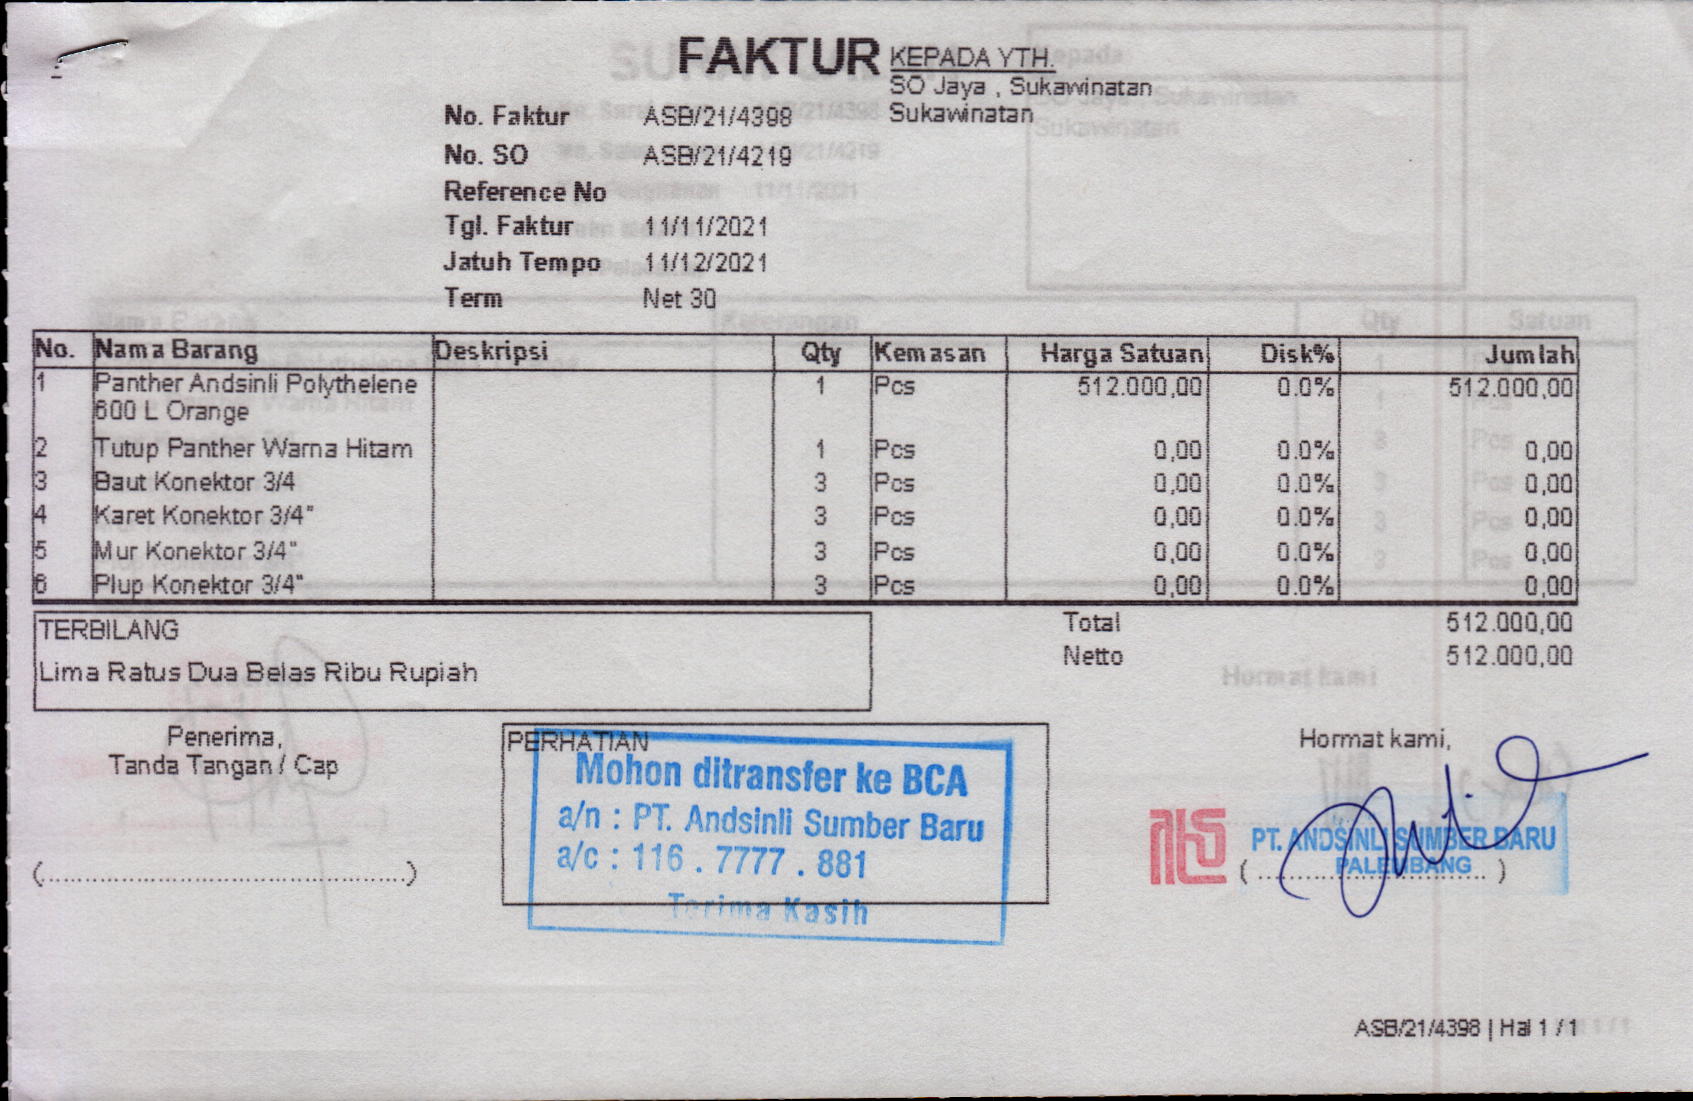 FAKTUR
KEPADA YTH.
SO Jaya , Sukawinatan
Sukawinatan
No. Faktur ASB/21/4398
No. SO ASB/21/4219
Reference No
Tgl. Faktur 11/11/2021
Jatuh Tempo 11/12/2021
Term Net 30
No. Nama Barang Deskripsi Qty Kemasan Harga Satuan Disk% Jumlah
1 Panther Andsinli Polythelene 1 Pcs 512.000,00 0.0% 512.000,00
600 L Orange
2 Tutup Panther Warna Hitam 1 Pcs 0,00 0.0% 0,00
3 Baut Konektor 3/4 3 Pcs 0,00 0.0% 0,00
4 Karet Konektor 3/4" 3 Pcs 0,00 0.0% 0,00
5 Mur Konektor 3/4" 3 Pcs 0,00 0.0% 0,00
6 Plup Konektor 3/4" 3 Pcs 0,00 0.0% 0,00
TERBILANG
Lima Ratus Dua Belas Ribu Rupiah
Total 512.000,00
Netto 512.000,00
Penerima,
Tanda Tangan / Cap
(............................................)
PERHATIAN
Mohon ditransfer ke BCA
a/n : PT. Andsinli Sumber Baru
a/c : 116 . 7777 . 881
Terima Kasih
Hormat kami,
PT. ANDSINLI SUMBER BARU
PALEMBANG
(............................)
ASB/21/4398 | Hal 1 / 1